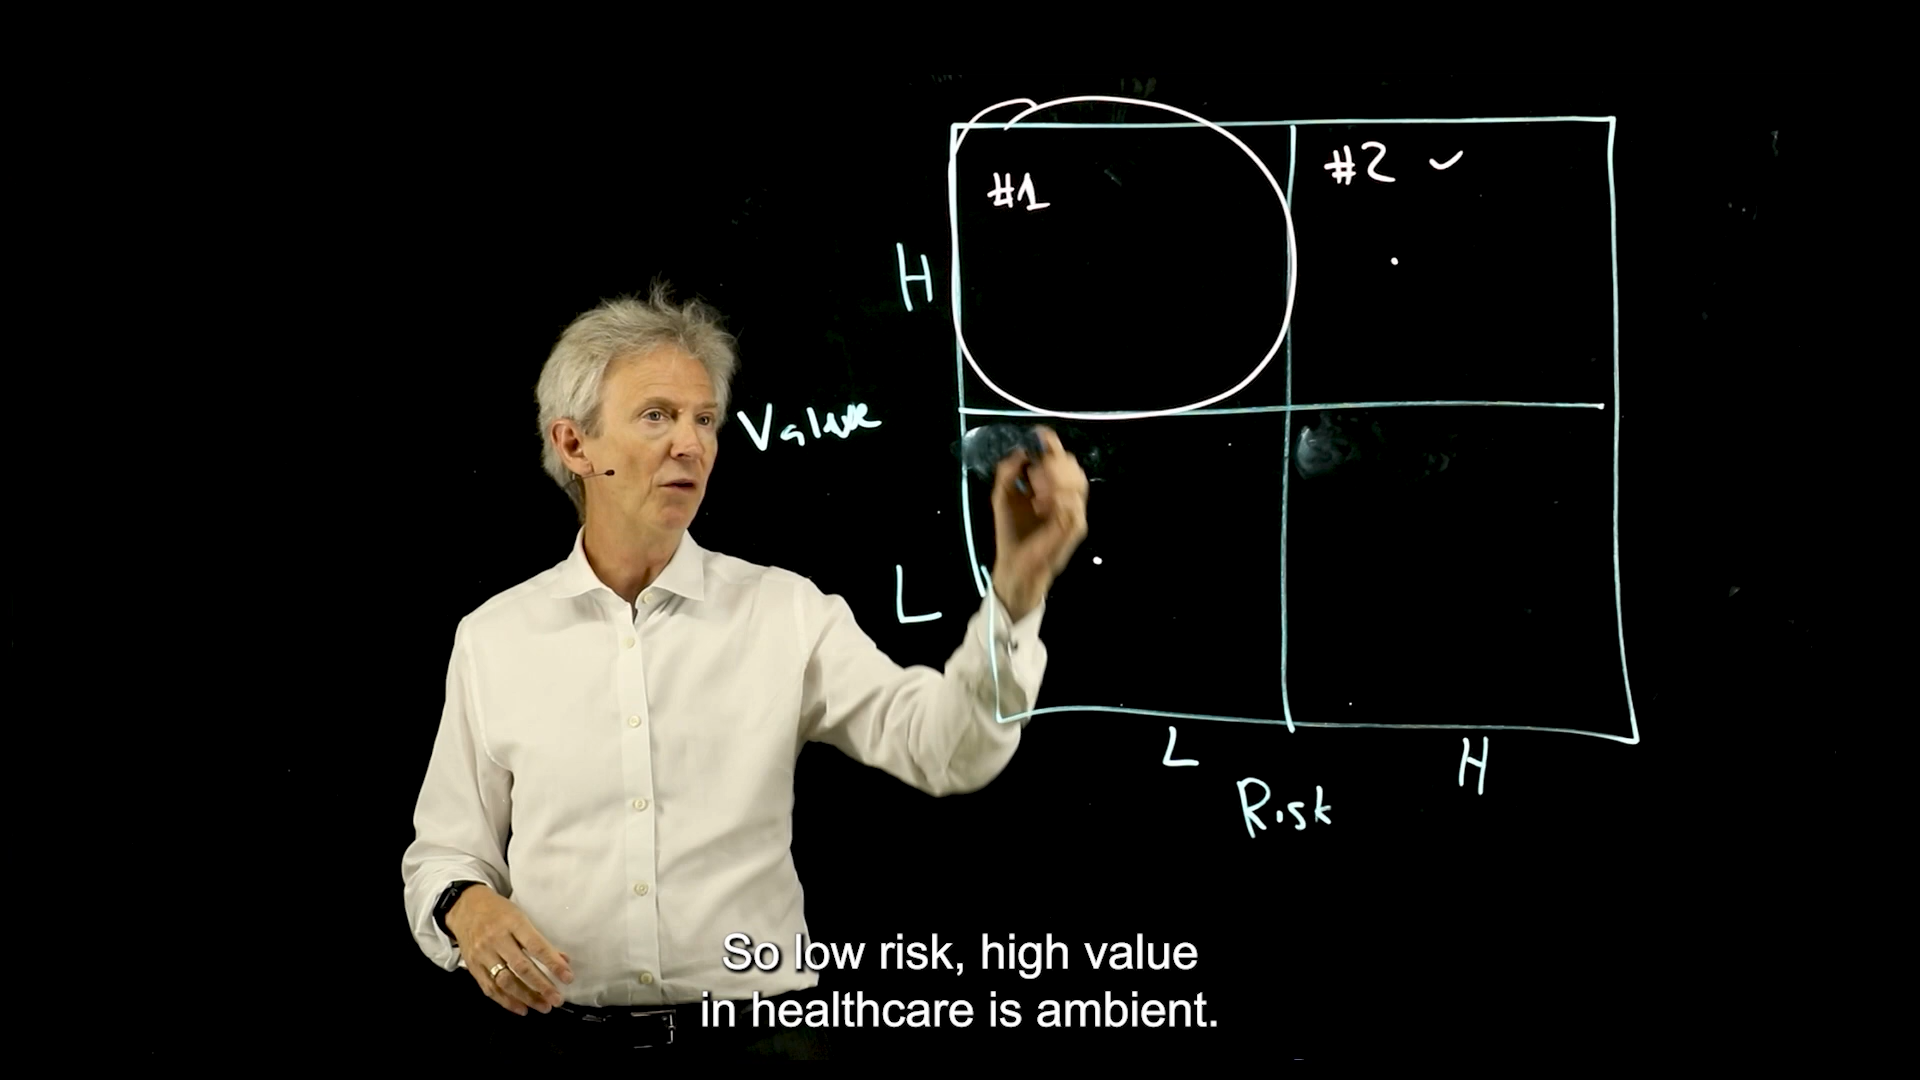 #1
#2 ✓
H
Value
L
L
H
Risk
So low risk, high value
in healthcare is ambient.